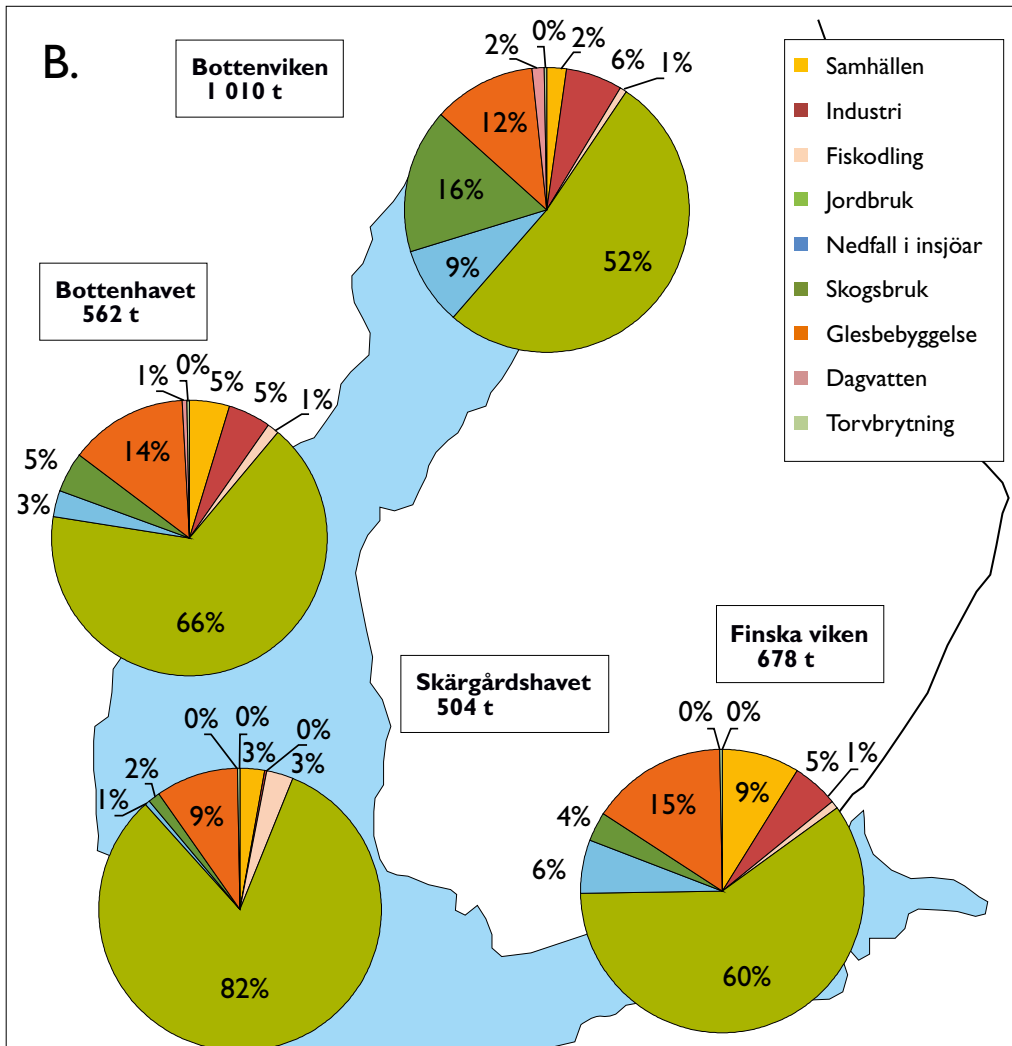 B.
Bottenviken
1 010 t
2%
0%
2%
6%
1%
12%
16%
9%
52%
Samhällen
Industri
Fiskodling
Jordbruk
Nedfall i insjöar
Skogsbruk
Glesbebyggelse
Dagvatten
Torvbrytning
Bottenhavet
562 t
1%
0%
5%
5%
1%
14%
5%
3%
66%
Skärgårdshavet
504 t
0%
0%
3%
0%
3%
2%
1%
9%
82%
Finska viken
678 t
0%
0%
9%
5%
1%
15%
4%
6%
60%